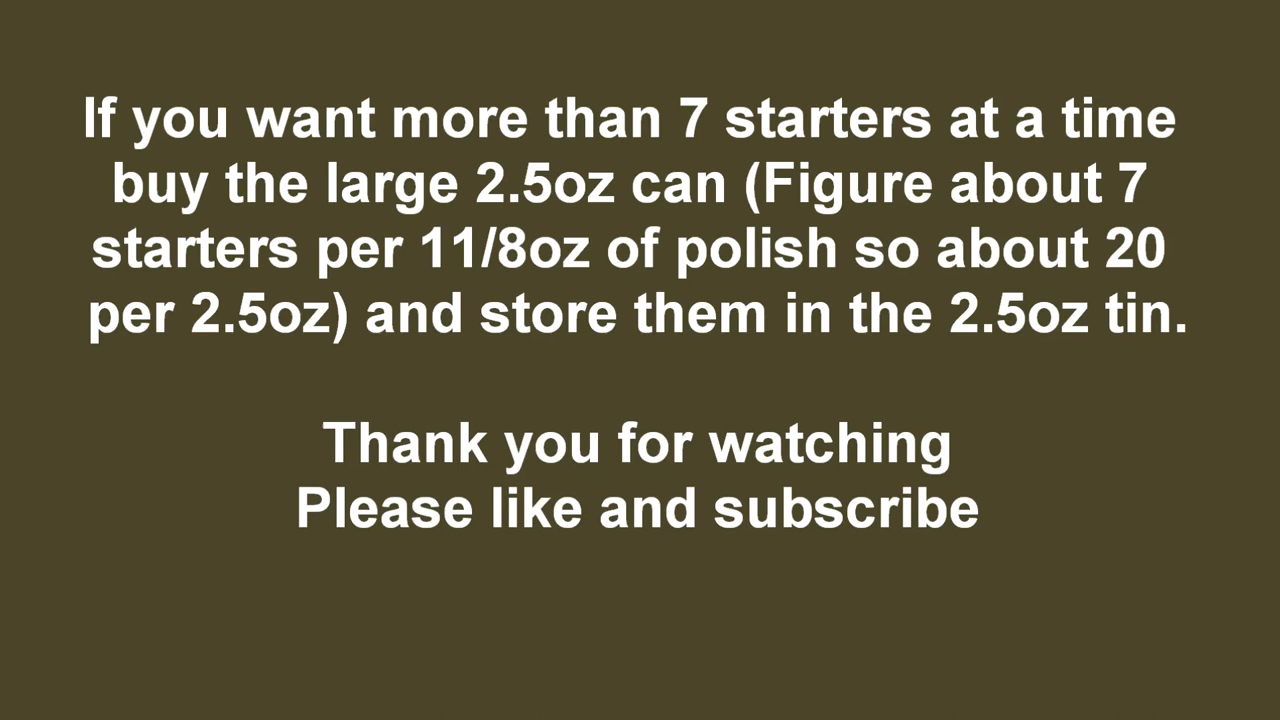 If you want more than 7 starters at a time
buy the large 2.5oz can (Figure about 7
starters per 11/8oz of polish so about 20
per 2.5oz) and store them in the 2.5oz tin.
Thank you for watching
Please like and subscribe